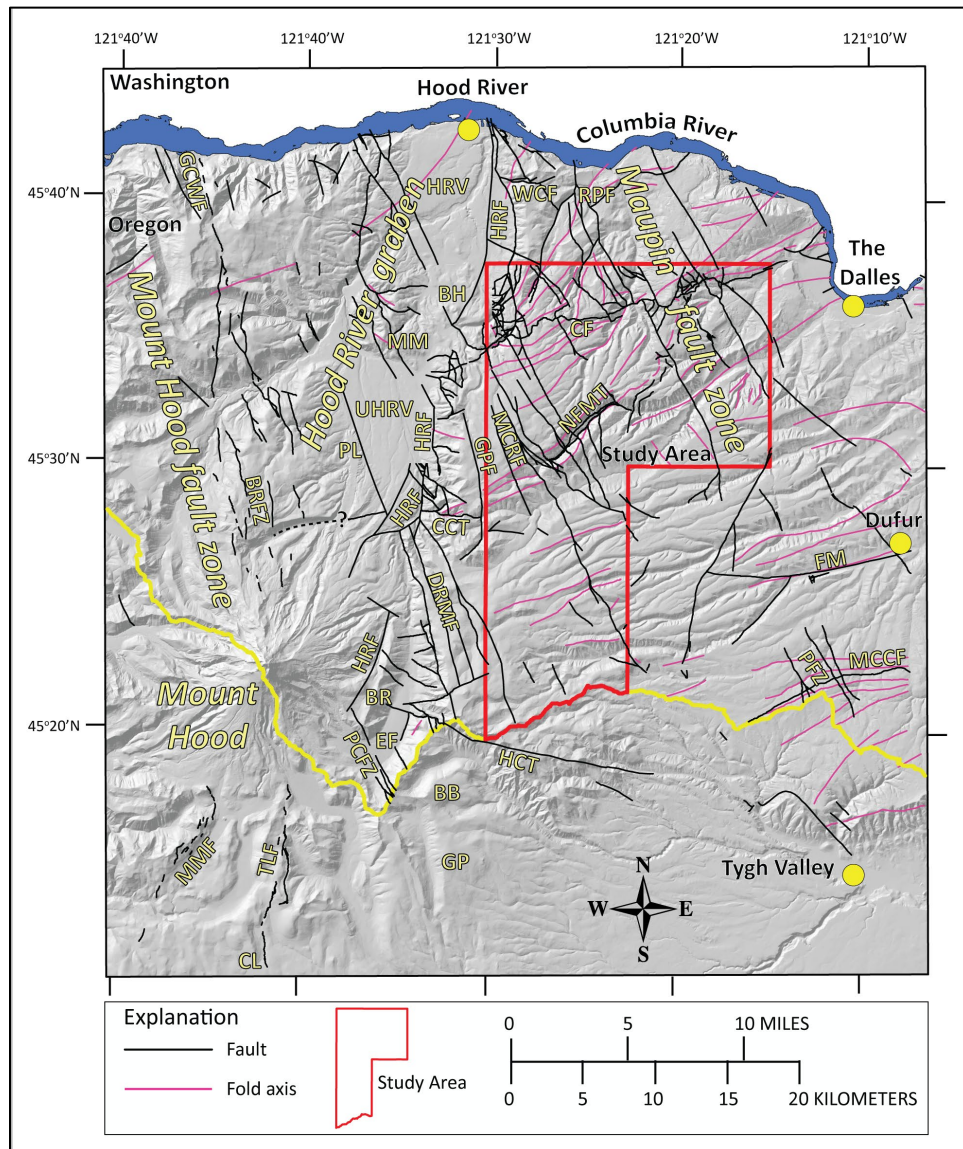 121°40′W 121°40′W 121°30′W 121°20′W 121°10′W
Washington
Hood River
Columbia River
45°40′N
Oregon
GCWF
HRV
HRF
WCF
RPF
The
Dalles
Mount Hood fault zone
Hood River graben
Maupin fault zone
BH
MM
CF
UHRV
HRF
PL
MCRF
NFMT
GPF
Study Area
45°30′N
BRFZ
?
HRF
CCT
Dufur
FM
DRMF
HRF
BR
PFZ
MCCF
Mount
Hood
45°20′N
EF
PCFZ
HCT
BB
MMF
TLF
GP
Tygh Valley
N
W E
S
CL
Explanation
Fault
Fold axis
Study Area
0 5 10 MILES
0 5 10 15 20 KILOMETERS